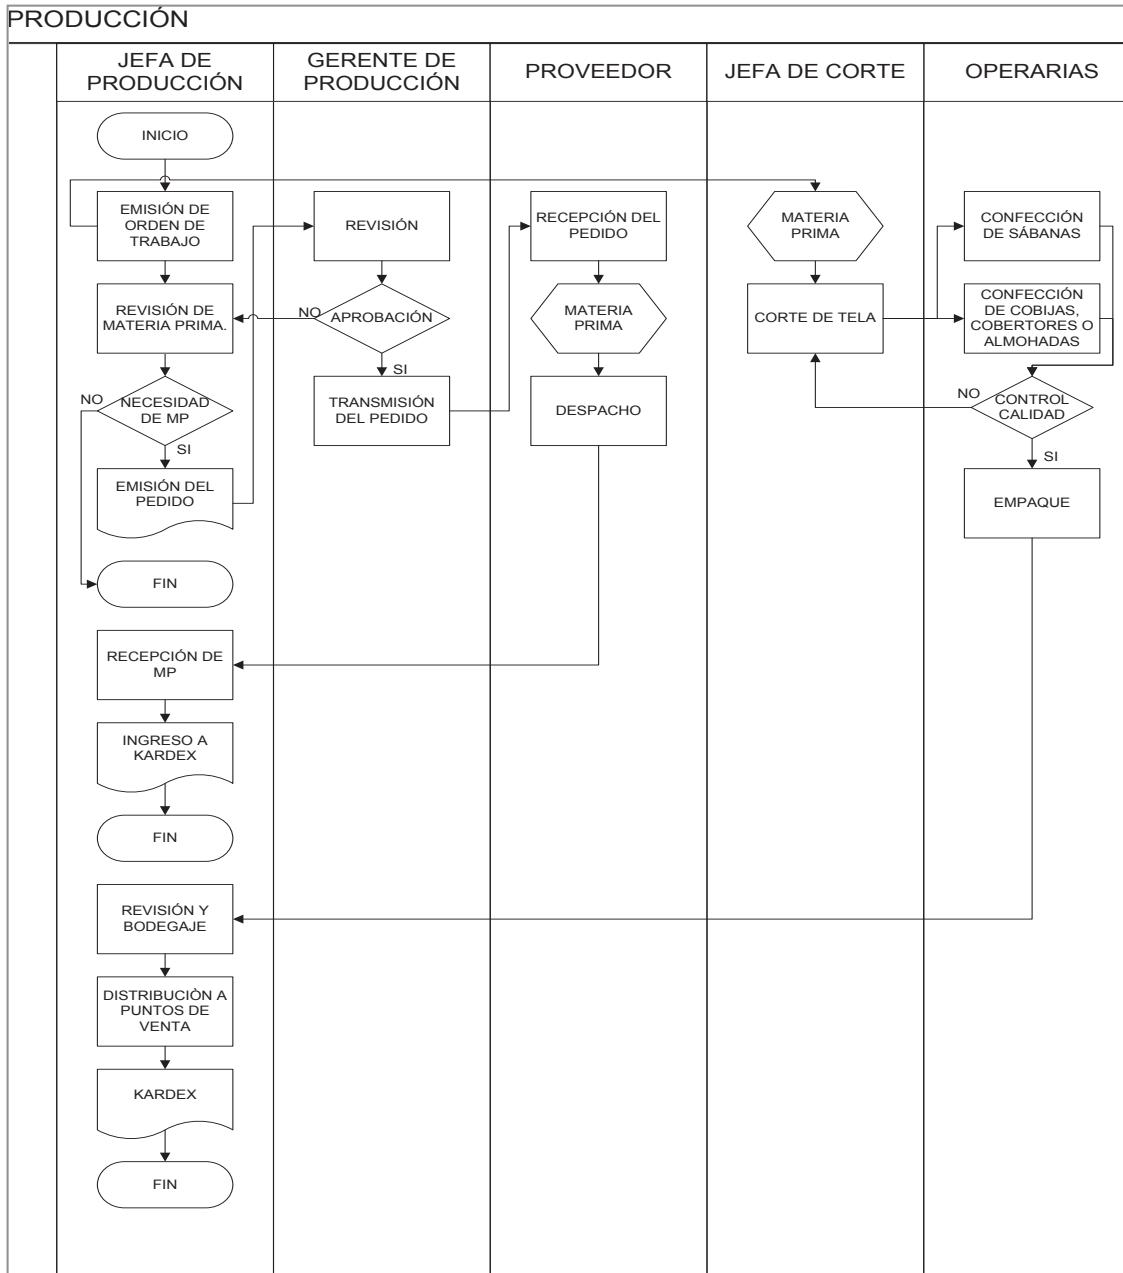 PRODUCCIÓN
JEFA DE
PRODUCCIÓN
GERENTE DE
PRODUCCIÓN
PROVEEDOR
JEFA DE CORTE
OPERARIAS
INICIO
EMISIÓN DE
ORDEN DE
TRABAJO
REVISIÓN
RECEPCIÓN DEL
PEDIDO
MATERIA
PRIMA
CONFECCIÓN
DE SÁBANAS
REVISIÓN DE
MATERIA PRIMA.
NO
APROBACIÓN
MATERIA
PRIMA
CORTE DE TELA
CONFECCIÓN
DE COBIJAS,
COBERTORES O
ALMOHADAS
SI
NO
NECESIDAD
DE MP
TRANSMISIÓN
DEL PEDIDO
DESPACHO
NO
CONTROL
CALIDAD
SI
SI
EMISIÓN DEL
PEDIDO
EMPAQUE
FIN
RECEPCIÓN DE
MP
INGRESO A
KARDEX
FIN
REVISIÓN Y
BODEGAJE
DISTRIBUCIÒN A
PUNTOS DE
VENTA
KARDEX
FIN